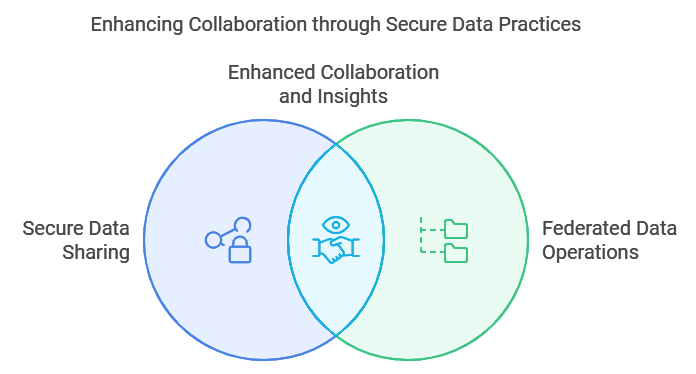 Enhancing Collaboration through Secure Data Practices
Enhanced Collaboration
and Insights
Secure Data
Sharing
Federated Data
Operations